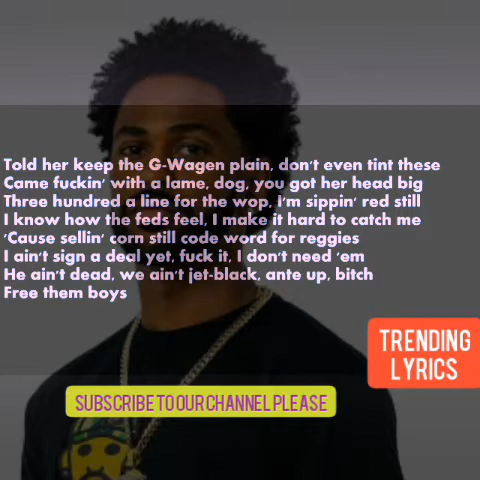 Told her keep the G-Wagen plain, don't even tint these
Came fuckin' with a lame, dog, you got her head big
Three hundred a line for the wop, i'm sippin' red still
I know how the feds feel, I make it hard to catch me
'Cause sellin' corn still code word for reggies
I ain't sign a deal yet, fuck it, I don't need 'em
He ain't dead, we ain't jet-black, ante up, bitch
Free them boys
TRENDING
LYRICS
SUBSCRIBE TO OUR CHANNEL PLEASE